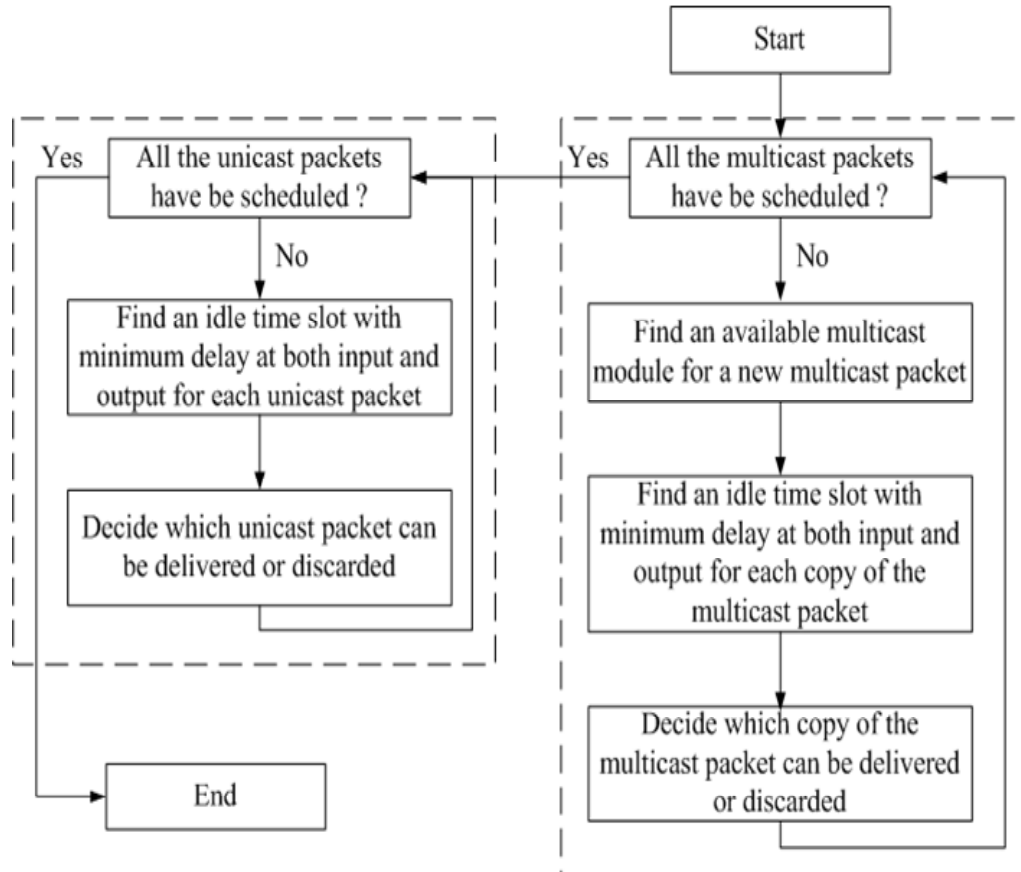 Start
All the multicast packets
have be scheduled ?
Yes
No
Find an available multicast
module for a new multicast packet
Find an idle time slot with
minimum delay at both input and
output for each copy of the
multicast packet
Decide which copy of the
multicast packet can be delivered
or discarded
All the unicast packets
have be scheduled ?
Yes
No
Find an idle time slot with
minimum delay at both input and
output for each unicast packet
Decide which unicast packet can
be delivered or discarded
End